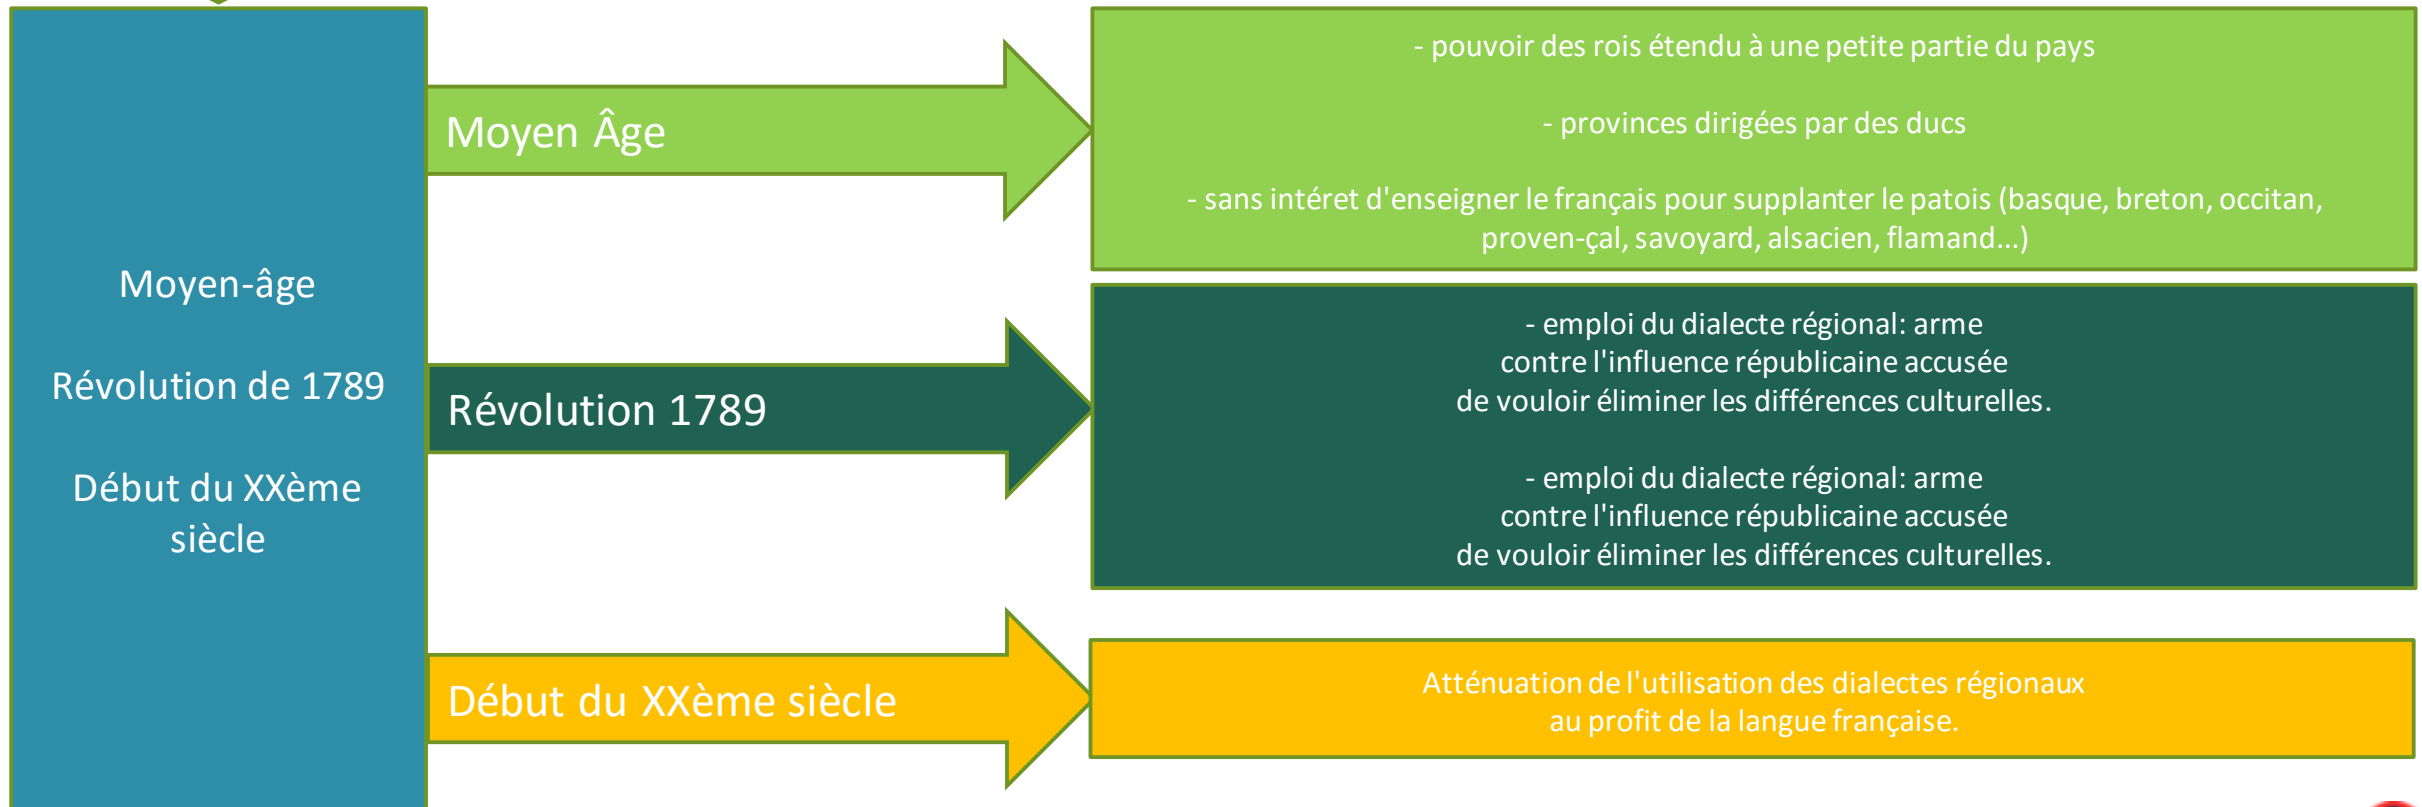 Moyen-âge
Révolution de 1789
Début du XXème
siècle
Moyen Âge
- pouvoir des rois étendu à une petite partie du pays
- provinces dirigées par des ducs
- sans intéret d'enseigner le français pour supplanter le patois (basque, breton, occitan,
proven-çal, savoyard, alsacien, flamand...)
Révolution 1789
- emploi du dialecte régional: arme
contre l'influence républicaine accusée
de vouloir éliminer les différences culturelles.
- emploi du dialecte régional: arme
contre l'influence républicaine accusée
de vouloir éliminer les différences culturelles.
Début du XXème siècle
Atténuation de l'utilisation des dialectes régionaux
au profit de la langue française.